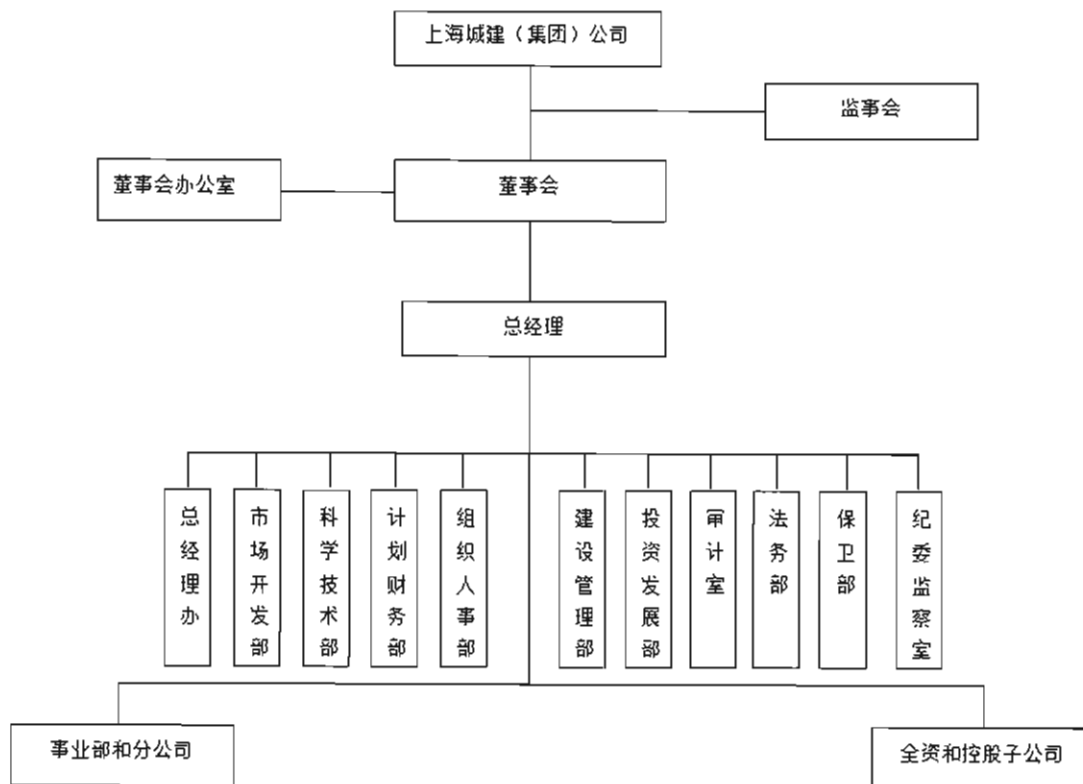 上海城建（集团）公司
监事会
董事会办公室
董事会
总经理
总经理办
市场开发部
科学技术部
计划财务部
组织人事部
建设管理部
投资发展部
审计室
法务部
保卫部
纪委监察室
事业部和分公司
全资和控股子公司